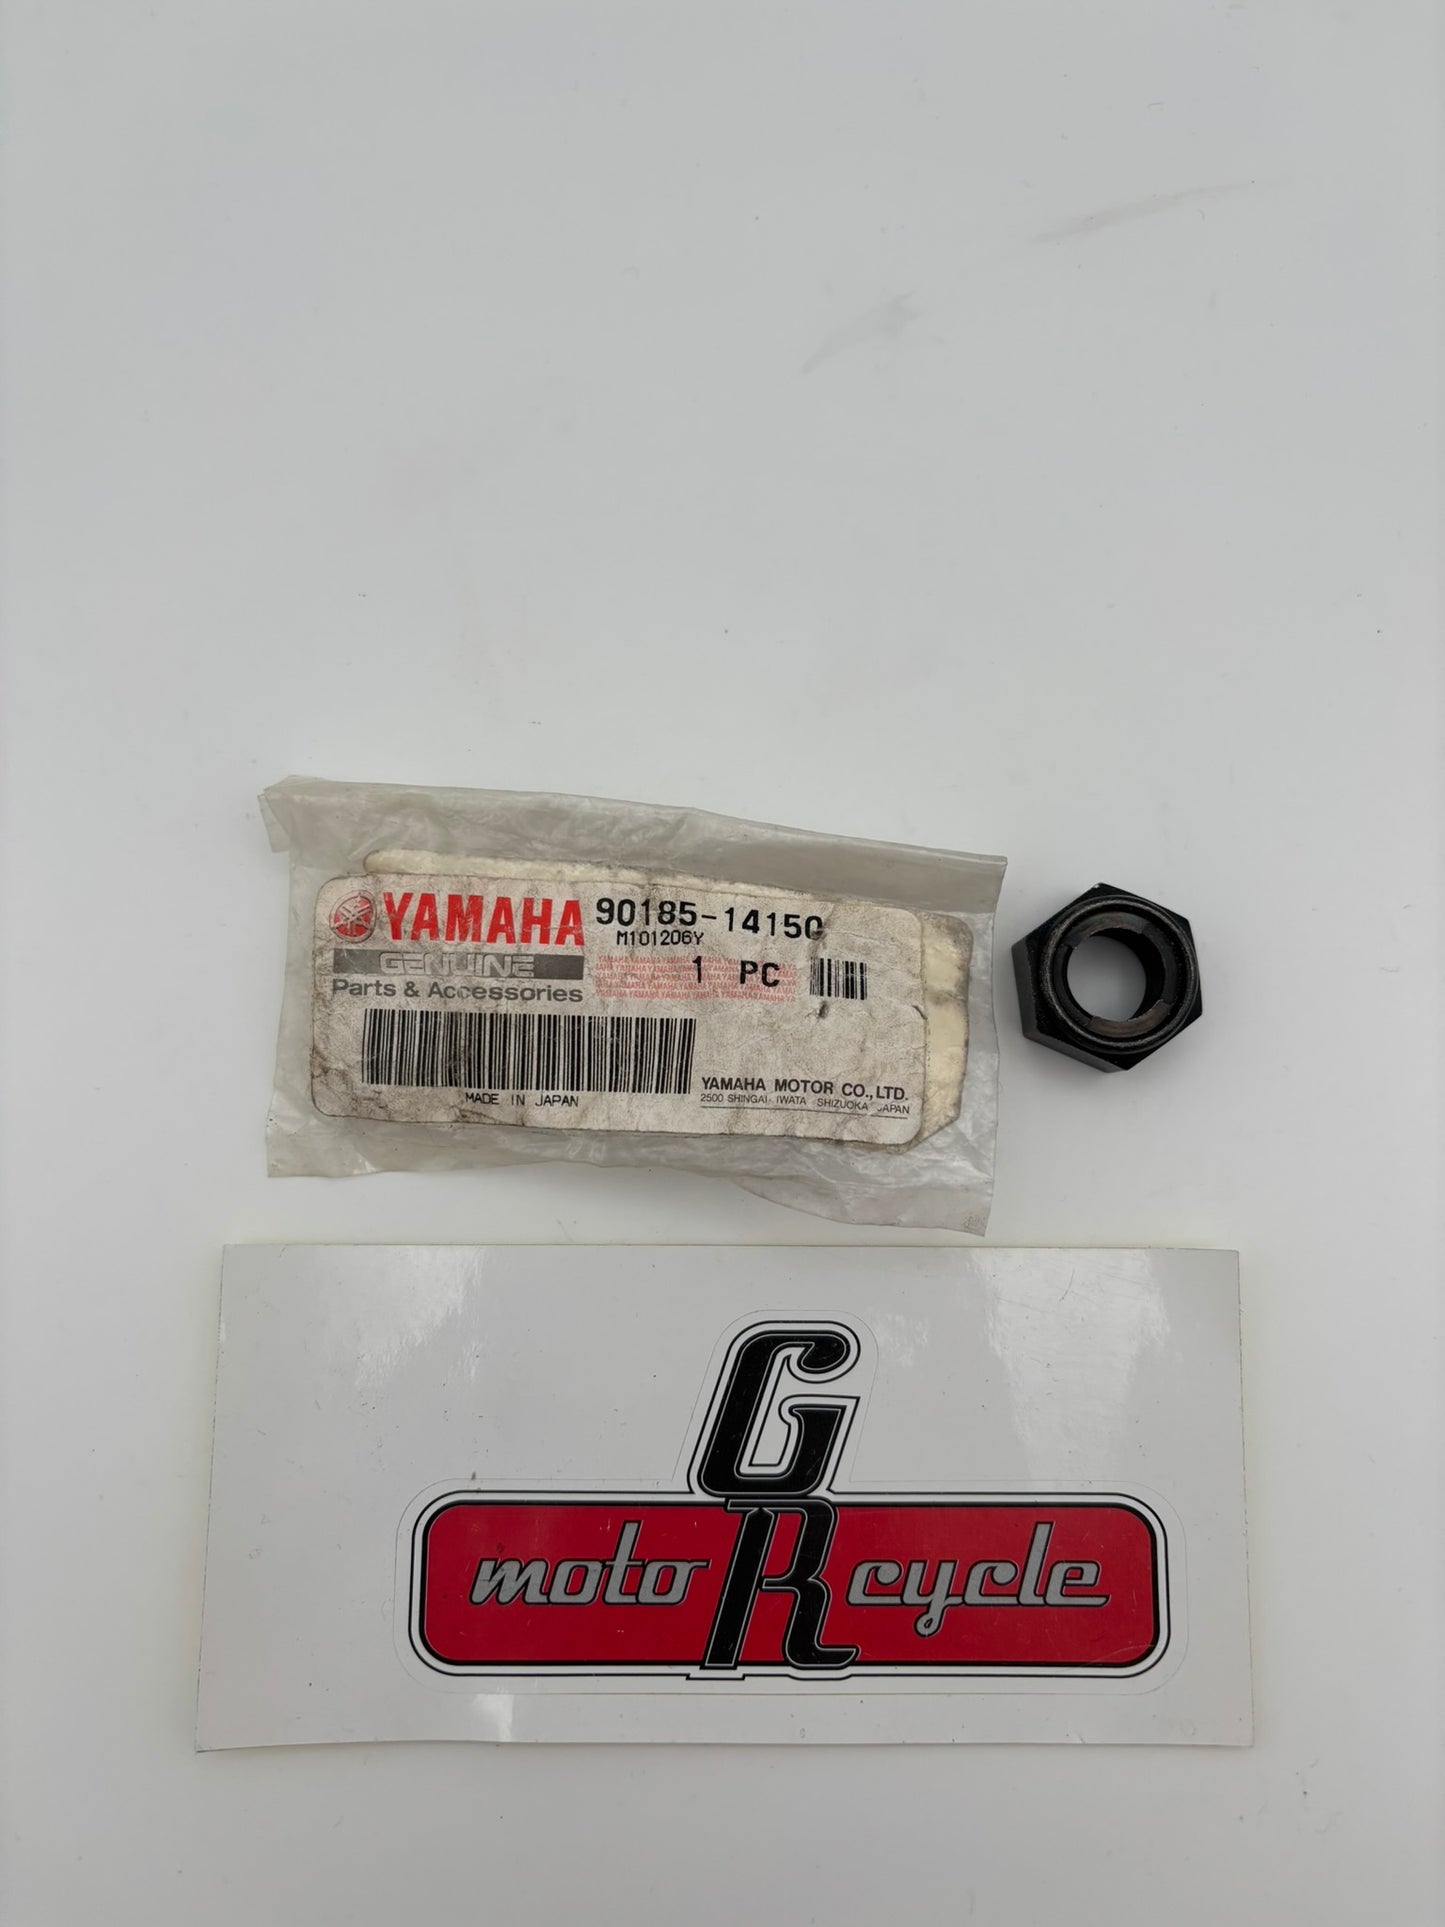 YAMAHA
90185-14150
M101206Y
GENUINE
1 PC
Parts & Accessories
MADE IN JAPAN
YAMAHA MOTOR CO., LTD.
2500 SHINGAI IWATA SHIZUOKA JAPAN
GR
moto R cycle